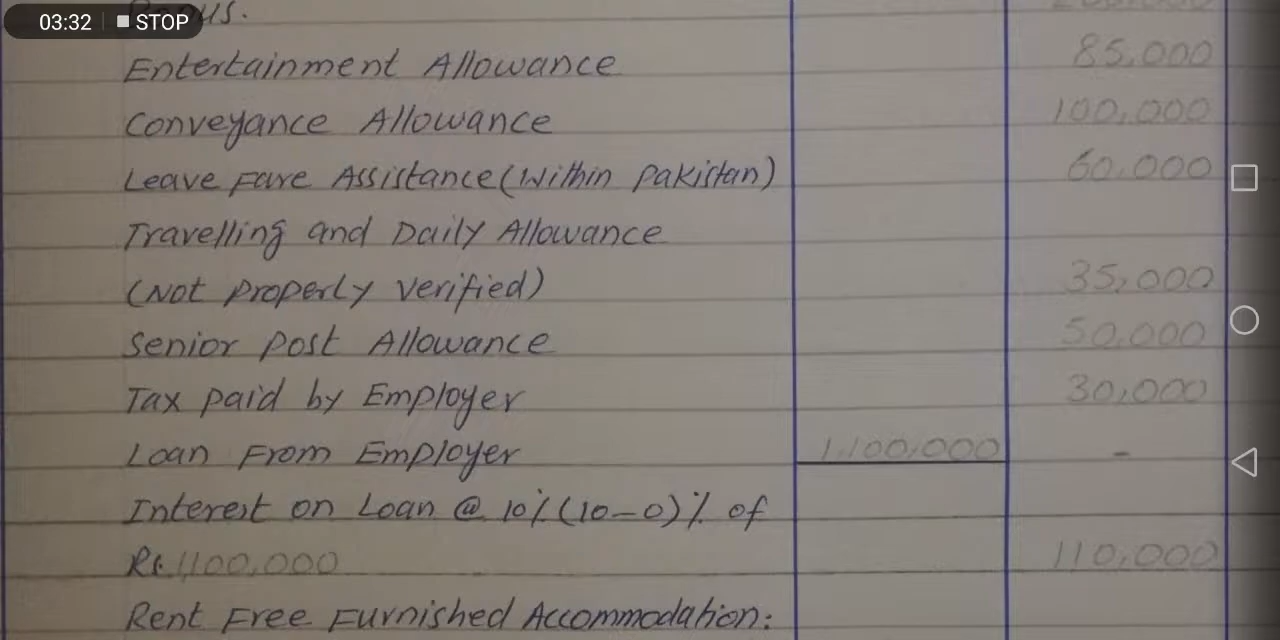 03:32 STOP
Entertainment Allowance 85,000
Conveyance Allowance 100,000
Leave Fare Assistance (Within Pakistan) 60,000
Travelling and Daily Allowance
(Not Properly Verified) 35,000
Senior Post Allowance 50,000
Tax Paid by Employer 30,000
Loan From Employer 1,100,000 -
Interest on Loan @ 10% (10-0)% of
Rs. 1100,000 110,000
Rent Free Furnished Accommodation: